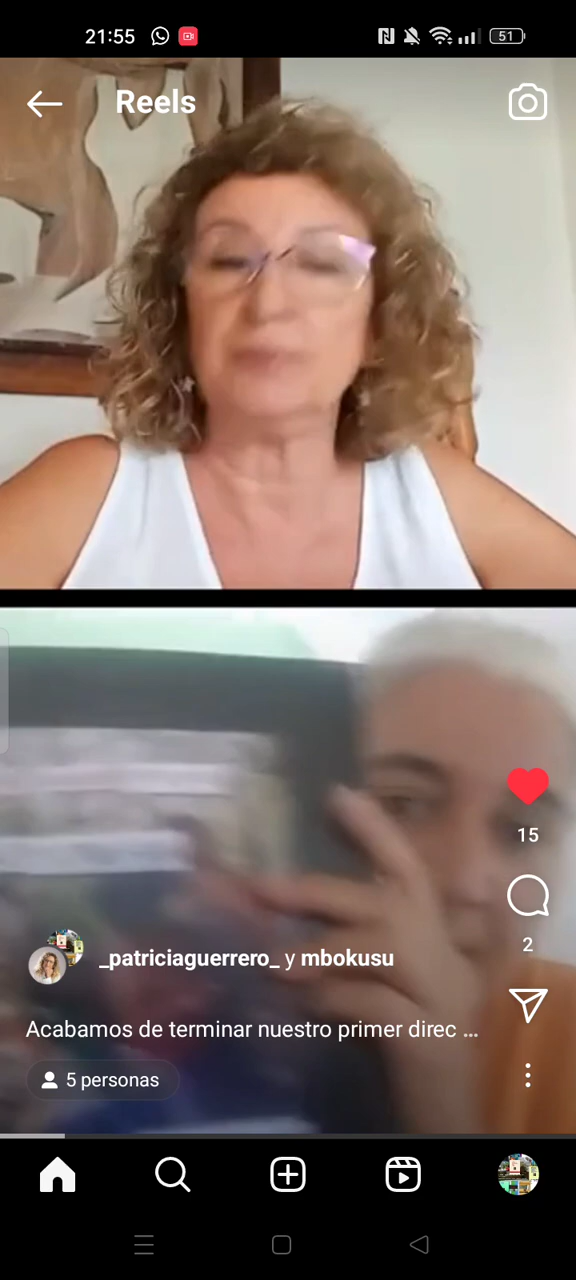 21:55
51
Reels
15
2
_patriciaguerrero_ y mbokusu
Acabamos de terminar nuestro primer direc ...
5 personas